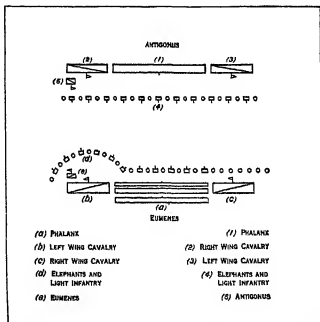 ANTIGONUS
(2) (1) (3)
(5)
(4)
(d)
(e)
(b) (a) (c)
EUMENES
(a) PHALANX
(b) LEFT WING CAVALRY
(c) RIGHT WING CAVALRY
(d) ELEPHANTS AND
LIGHT INFANTRY
(e) EUMENES
(1) PHALANX
(2) RIGHT WING CAVALRY
(3) LEFT WING CAVALRY
(4) ELEPHANTS AND
LIGHT INFANTRY
(5) ANTIGONUS